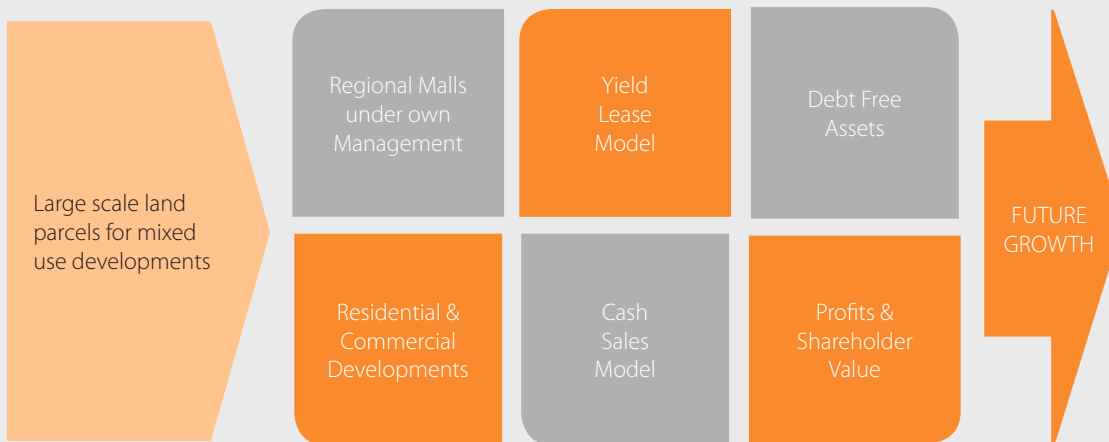 Large scale land
parcels for mixed
use developments
Regional Malls
under own
Management
Yield
Lease
Model
Debt Free
Assets
Residential &
Commercial
Developments
Cash
Sales
Model
Profits &
Shareholder
Value
FUTURE
GROWTH